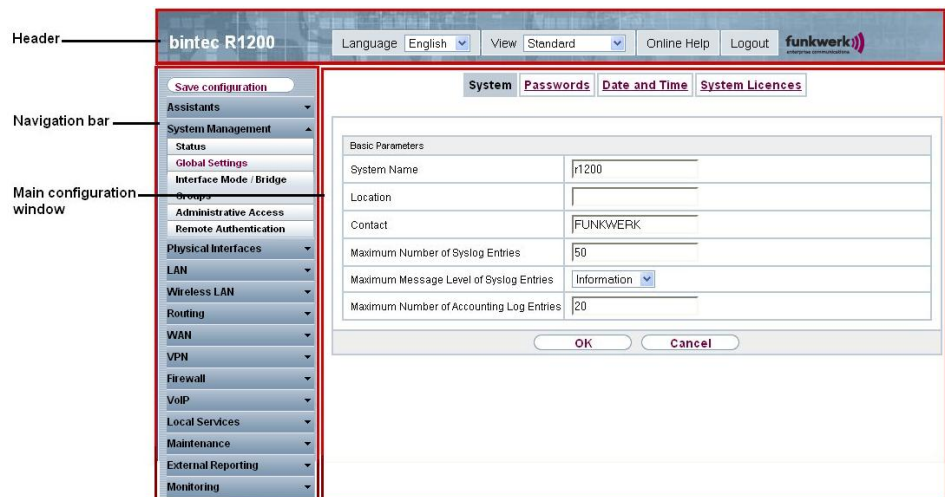 Header
bintec R1200
Language English View Standard Online Help Logout funkwerk
enterprise communications
Save configuration
System Passwords Date and Time System Licences
Assistants
Navigation bar
System Management
Status
Global Settings
Interface Mode / Bridge
Groups
Administrative Access
Remote Authentication
Main configuration
window
Physical Interfaces
LAN
Wireless LAN
Routing
WAN
VPN
Firewall
VoIP
Local Services
Maintenance
External Reporting
Monitoring
Basic Parameters
System Name r1200
Location
Contact FUNKWERK
Maximum Number of Syslog Entries 50
Maximum Message Level of Syslog Entries Information
Maximum Number of Accounting Log Entries 20
OK Cancel